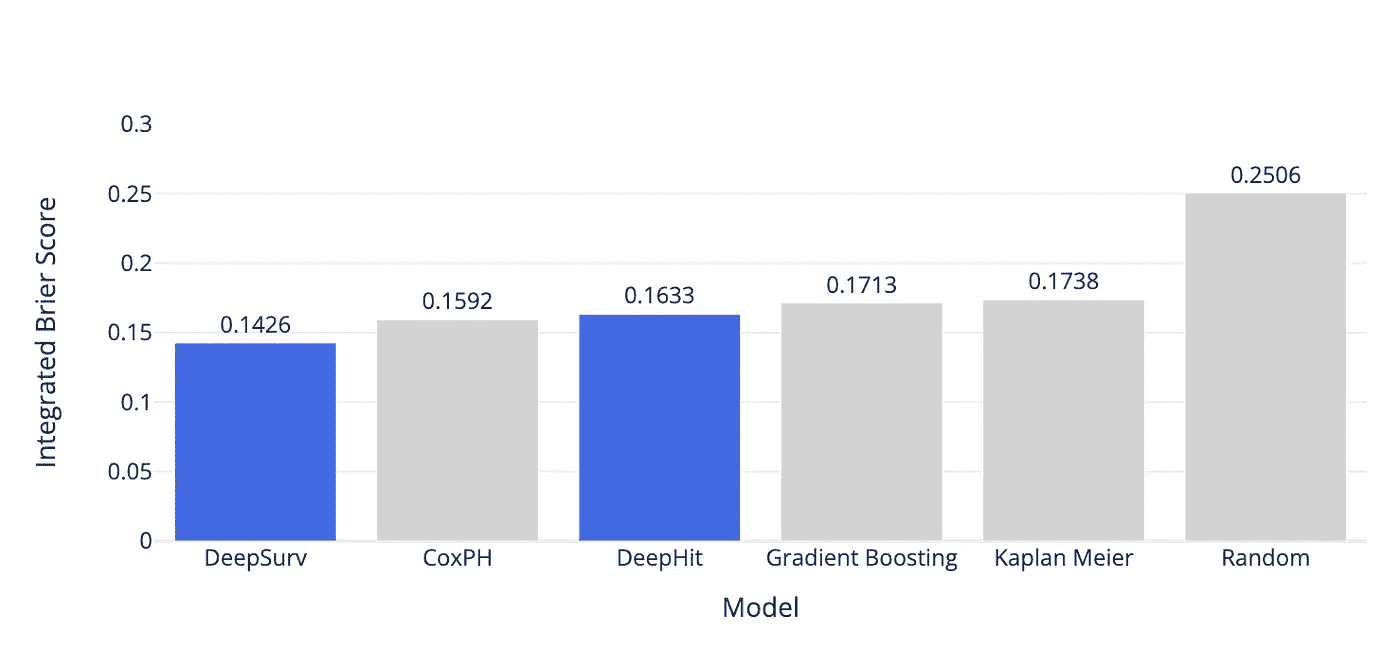 0.3
0.25
0.2
0.15
0.1
0.05
0
Integrated Brier Score
0.1426
0.1592
0.1633
0.1713
0.1738
0.2506
DeepSurv
CoxPH
DeepHit
Gradient Boosting
Kaplan Meier
Random
Model